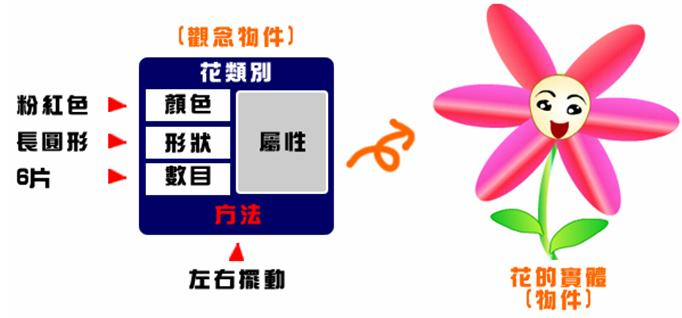 (觀念物件)
花類別
粉紅色
顏色
長圓形
形狀
屬性
6片
數目
方法
左右擺動
花的實體
(物件)